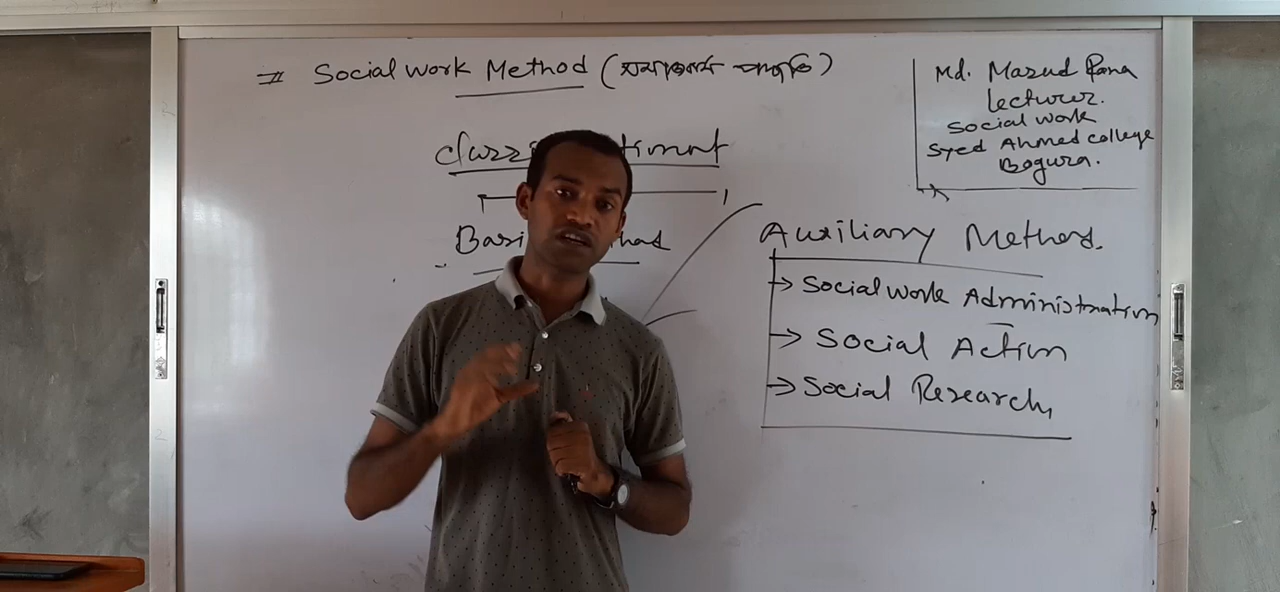 ⇒ Social work Method (সমাজকর্ম পদ্ধতি)
Md. Masud Rana
Lecturer.
Social work
Syed Ahmed college
Bogura.
Auxiliary Method.
→ Social work Administration
→ Social Action
→ Social Research,